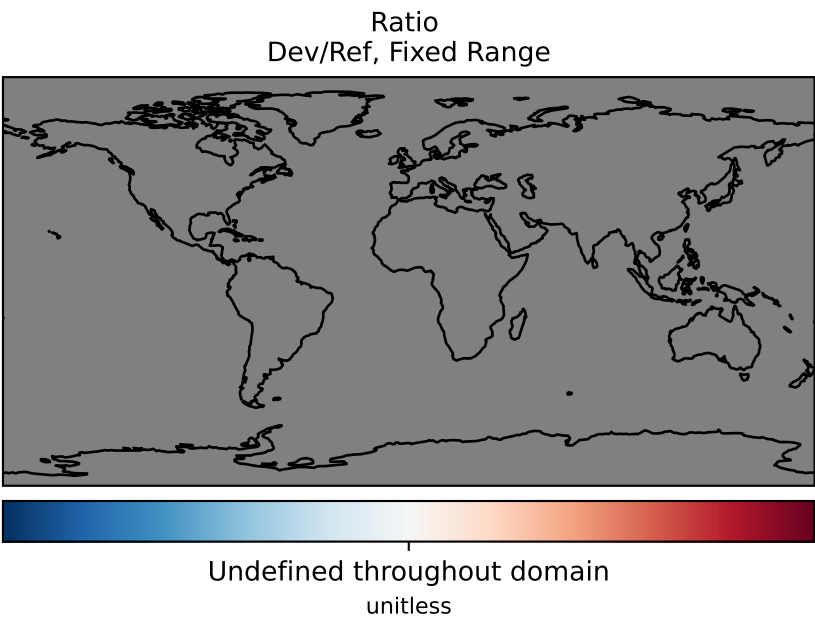 Ratio
Dev/Ref, Fixed Range
Undefined throughout domain
unitless